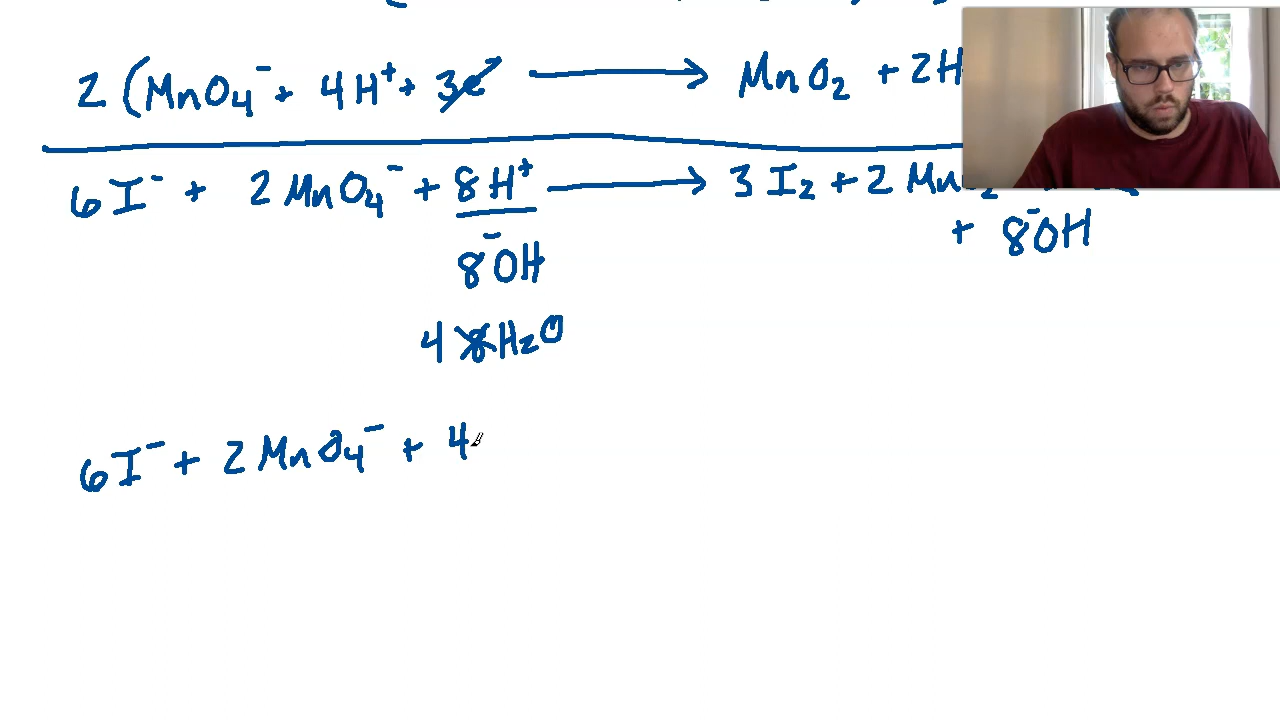 2 (MnO₄⁻ + 4H⁺ + 3e⁻ ⟶ MnO₂ + 2H
6I⁻ + 2MnO₄⁻ + 8H⁺ ⟶ 3I₂ + 2Mn
8⁻OH + 8⁻OH
4 8H₂O
6I⁻ + 2MnO₄⁻ + 4